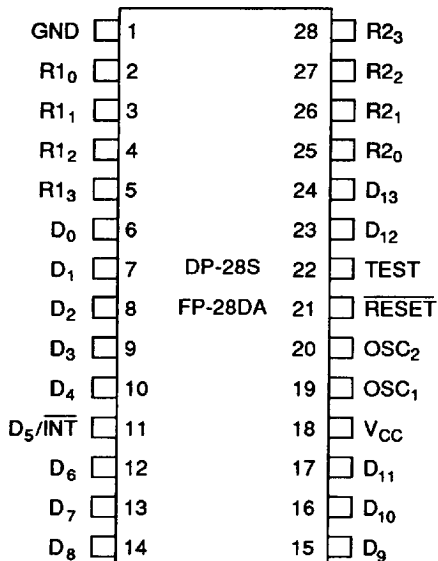 GND 1 28 R2₃
R1₀ 2 27 R2₂
R1₁ 3 26 R2₁
R1₂ 4 25 R2₀
R1₃ 5 24 D₁₃
D₀ 6 23 D₁₂
D₁ 7 DP-28S 22 TEST
D₂ 8 FP-28DA 21 R̅E̅S̅E̅T̅
D₃ 9 20 OSC₂
D₄ 10 19 OSC₁
D₅/I̅N̅T̅ 11 18 V_CC
D₆ 12 17 D₁₁
D₇ 13 16 D₁₀
D₈ 14 15 D₉